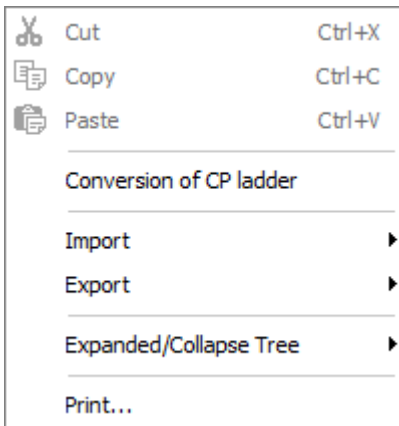 Cut Ctrl+X
Copy Ctrl+C
Paste Ctrl+V
Conversion of CP ladder
Import
Export
Expanded/Collapse Tree
Print...